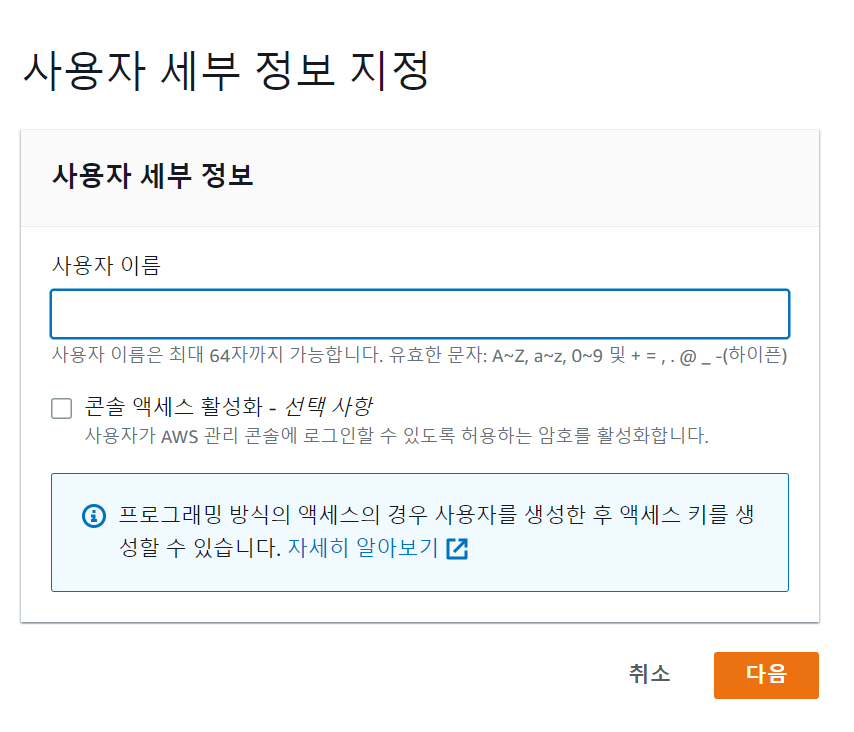 사용자 세부 정보 지정
사용자 세부 정보
사용자 이름
사용자 이름은 최대 64자까지 가능합니다. 유효한 문자: A~Z, a~z, 0~9 및 + = , . @ _ -(하이픈)
콘솔 액세스 활성화 - 선택 사항
사용자가 AWS 관리 콘솔에 로그인할 수 있도록 허용하는 암호를 활성화합니다.
프로그래밍 방식의 액세스의 경우 사용자를 생성한 후 액세스 키를 생
성할 수 있습니다. 자세히 알아보기
취소
다음